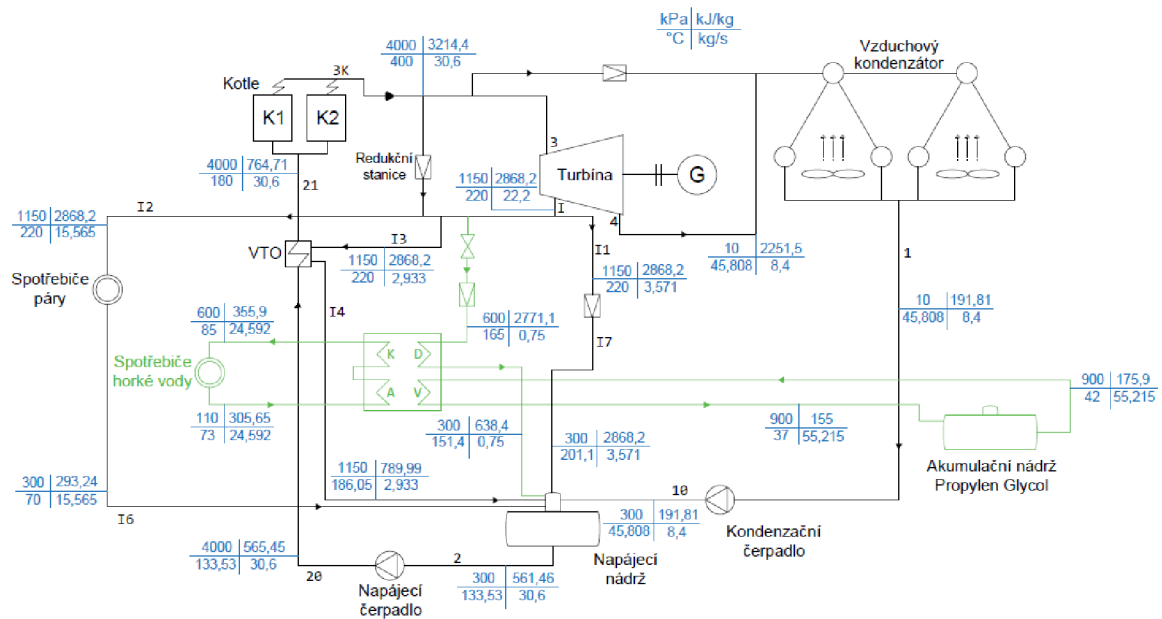 kPa kJ/kg
°C kg/s
4000 3214,4
400 30,6
Vzduchový
kondenzátor
3K
Kotle
K1
K2
3
Redukční
stanice
Turbína
G
4000 764,71
180 30,6
21
1150 2868,2
220 22,2
I
4
I2
1150 2868,2
220 15,565
VTO
I3
1150 2868,2
220 2,933
I1
1150 2868,2
220 3,571
10 2251,5
45,808 8,4
1
Spotřebiče
páry
I4
10 191,81
45,808 8,4
600 355,9
85 24,592
600 2771,1
165 0,75
I7
K D
A V
Spotřebiče
horké vody
900 175,9
42 55,215
110 305,65
73 24,592
300 638,4
151,4 0,75
300 2868,2
201,1 3,571
900 155
37 55,215
Akumulační nádrž
Propylen Glycol
1150 789,99
186,05 2,933
300 293,24
70 15,565
I6
10
300 191,81
45,808 8,4
Kondenzační
čerpadlo
Napájecí
nádrž
4000 565,45
133,53 30,6
20
2
Napájecí
čerpadlo
300 561,46
133,53 30,6